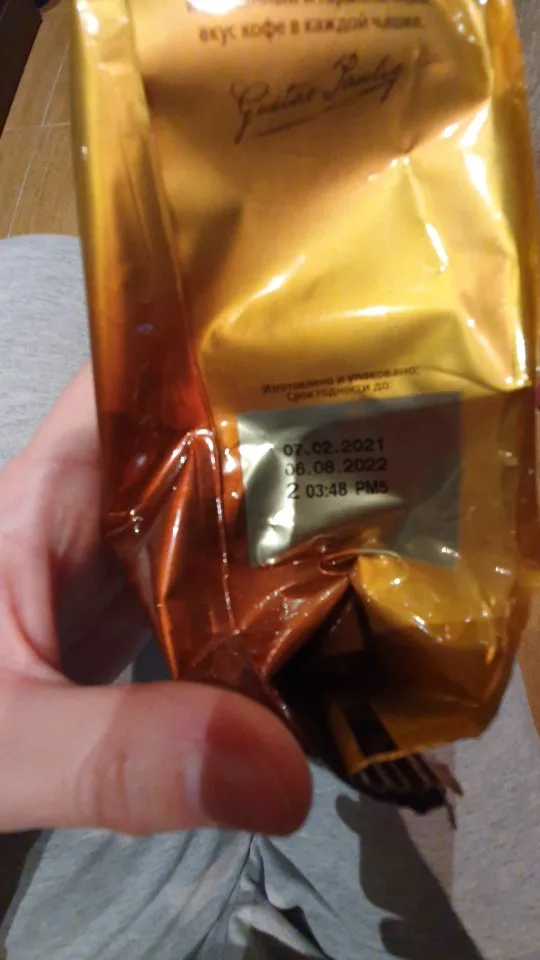 вкус кофе в каждой чашке.
Gustav Paulig
Изготовлено и упаковано:
Срок годности до:
07.02.2021
06.08.2022
2 03:48 PM5